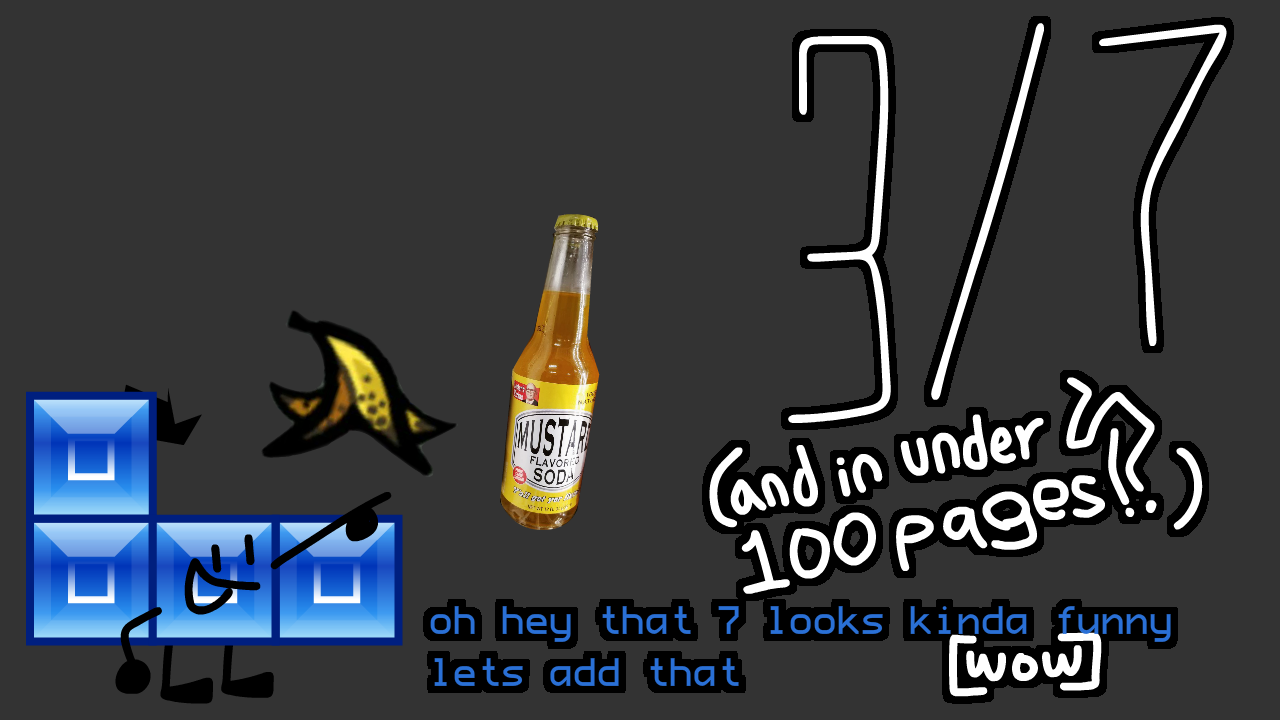 3/7
(and in under
100 pages!?)
MUSTAR
FLAVORED
SODA
oh hey that 7 looks kinda funny
lets add that
[wow]